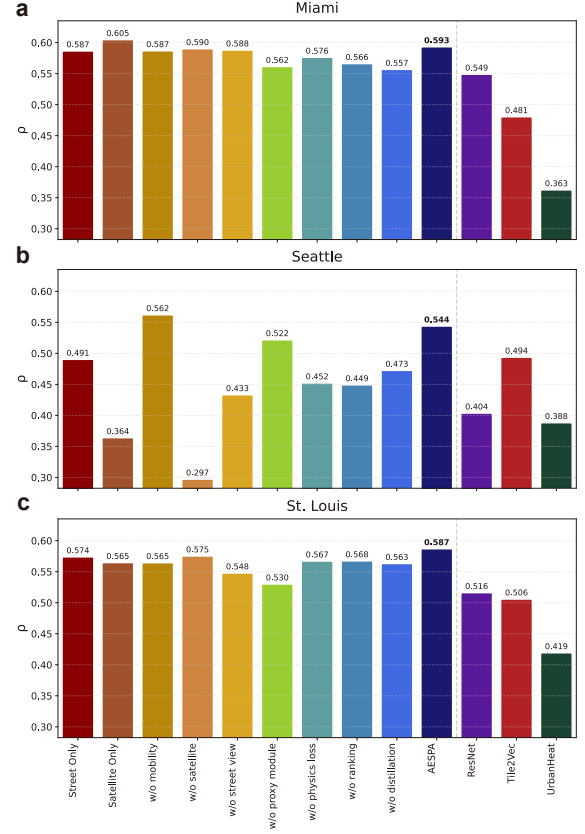 a
Miami
ρ
0.60
0.55
0.50
0.45
0.40
0.35
0.30
0.587
0.605
0.587
0.590
0.588
0.562
0.576
0.566
0.557
0.593
0.549
0.481
0.363
b
Seattle
ρ
0.60
0.55
0.50
0.45
0.40
0.35
0.30
0.491
0.364
0.562
0.297
0.433
0.522
0.452
0.449
0.473
0.544
0.404
0.494
0.388
c
St. Louis
ρ
0.60
0.55
0.50
0.45
0.40
0.35
0.30
0.574
0.565
0.565
0.575
0.548
0.530
0.567
0.568
0.563
0.587
0.516
0.506
0.419
Street Only
Satellite Only
w/o mobility
w/o satellite
w/o street view
w/o proxy module
w/o physics loss
w/o ranking
w/o distillation
AESPA
ResNet
Tile2Vec
UrbanHeat